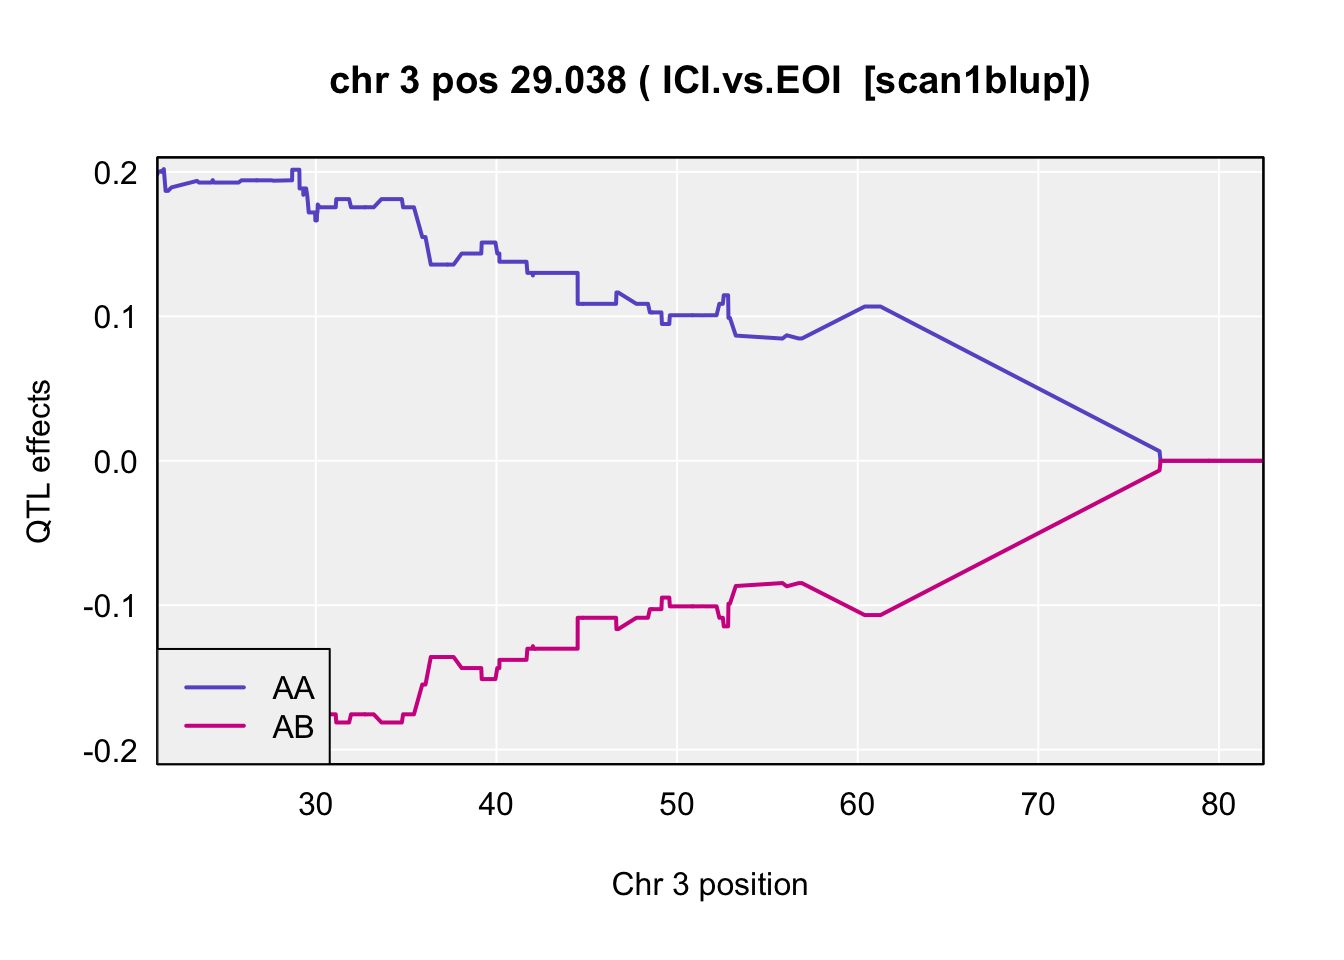 chr 3 pos 29.038 ( ICI.vs.EOI  [scan1blup])
QTL effects
0.2
0.1
0.0
-0.1
-0.2
AA
AB
30 40 50 60 70 80
Chr 3 position